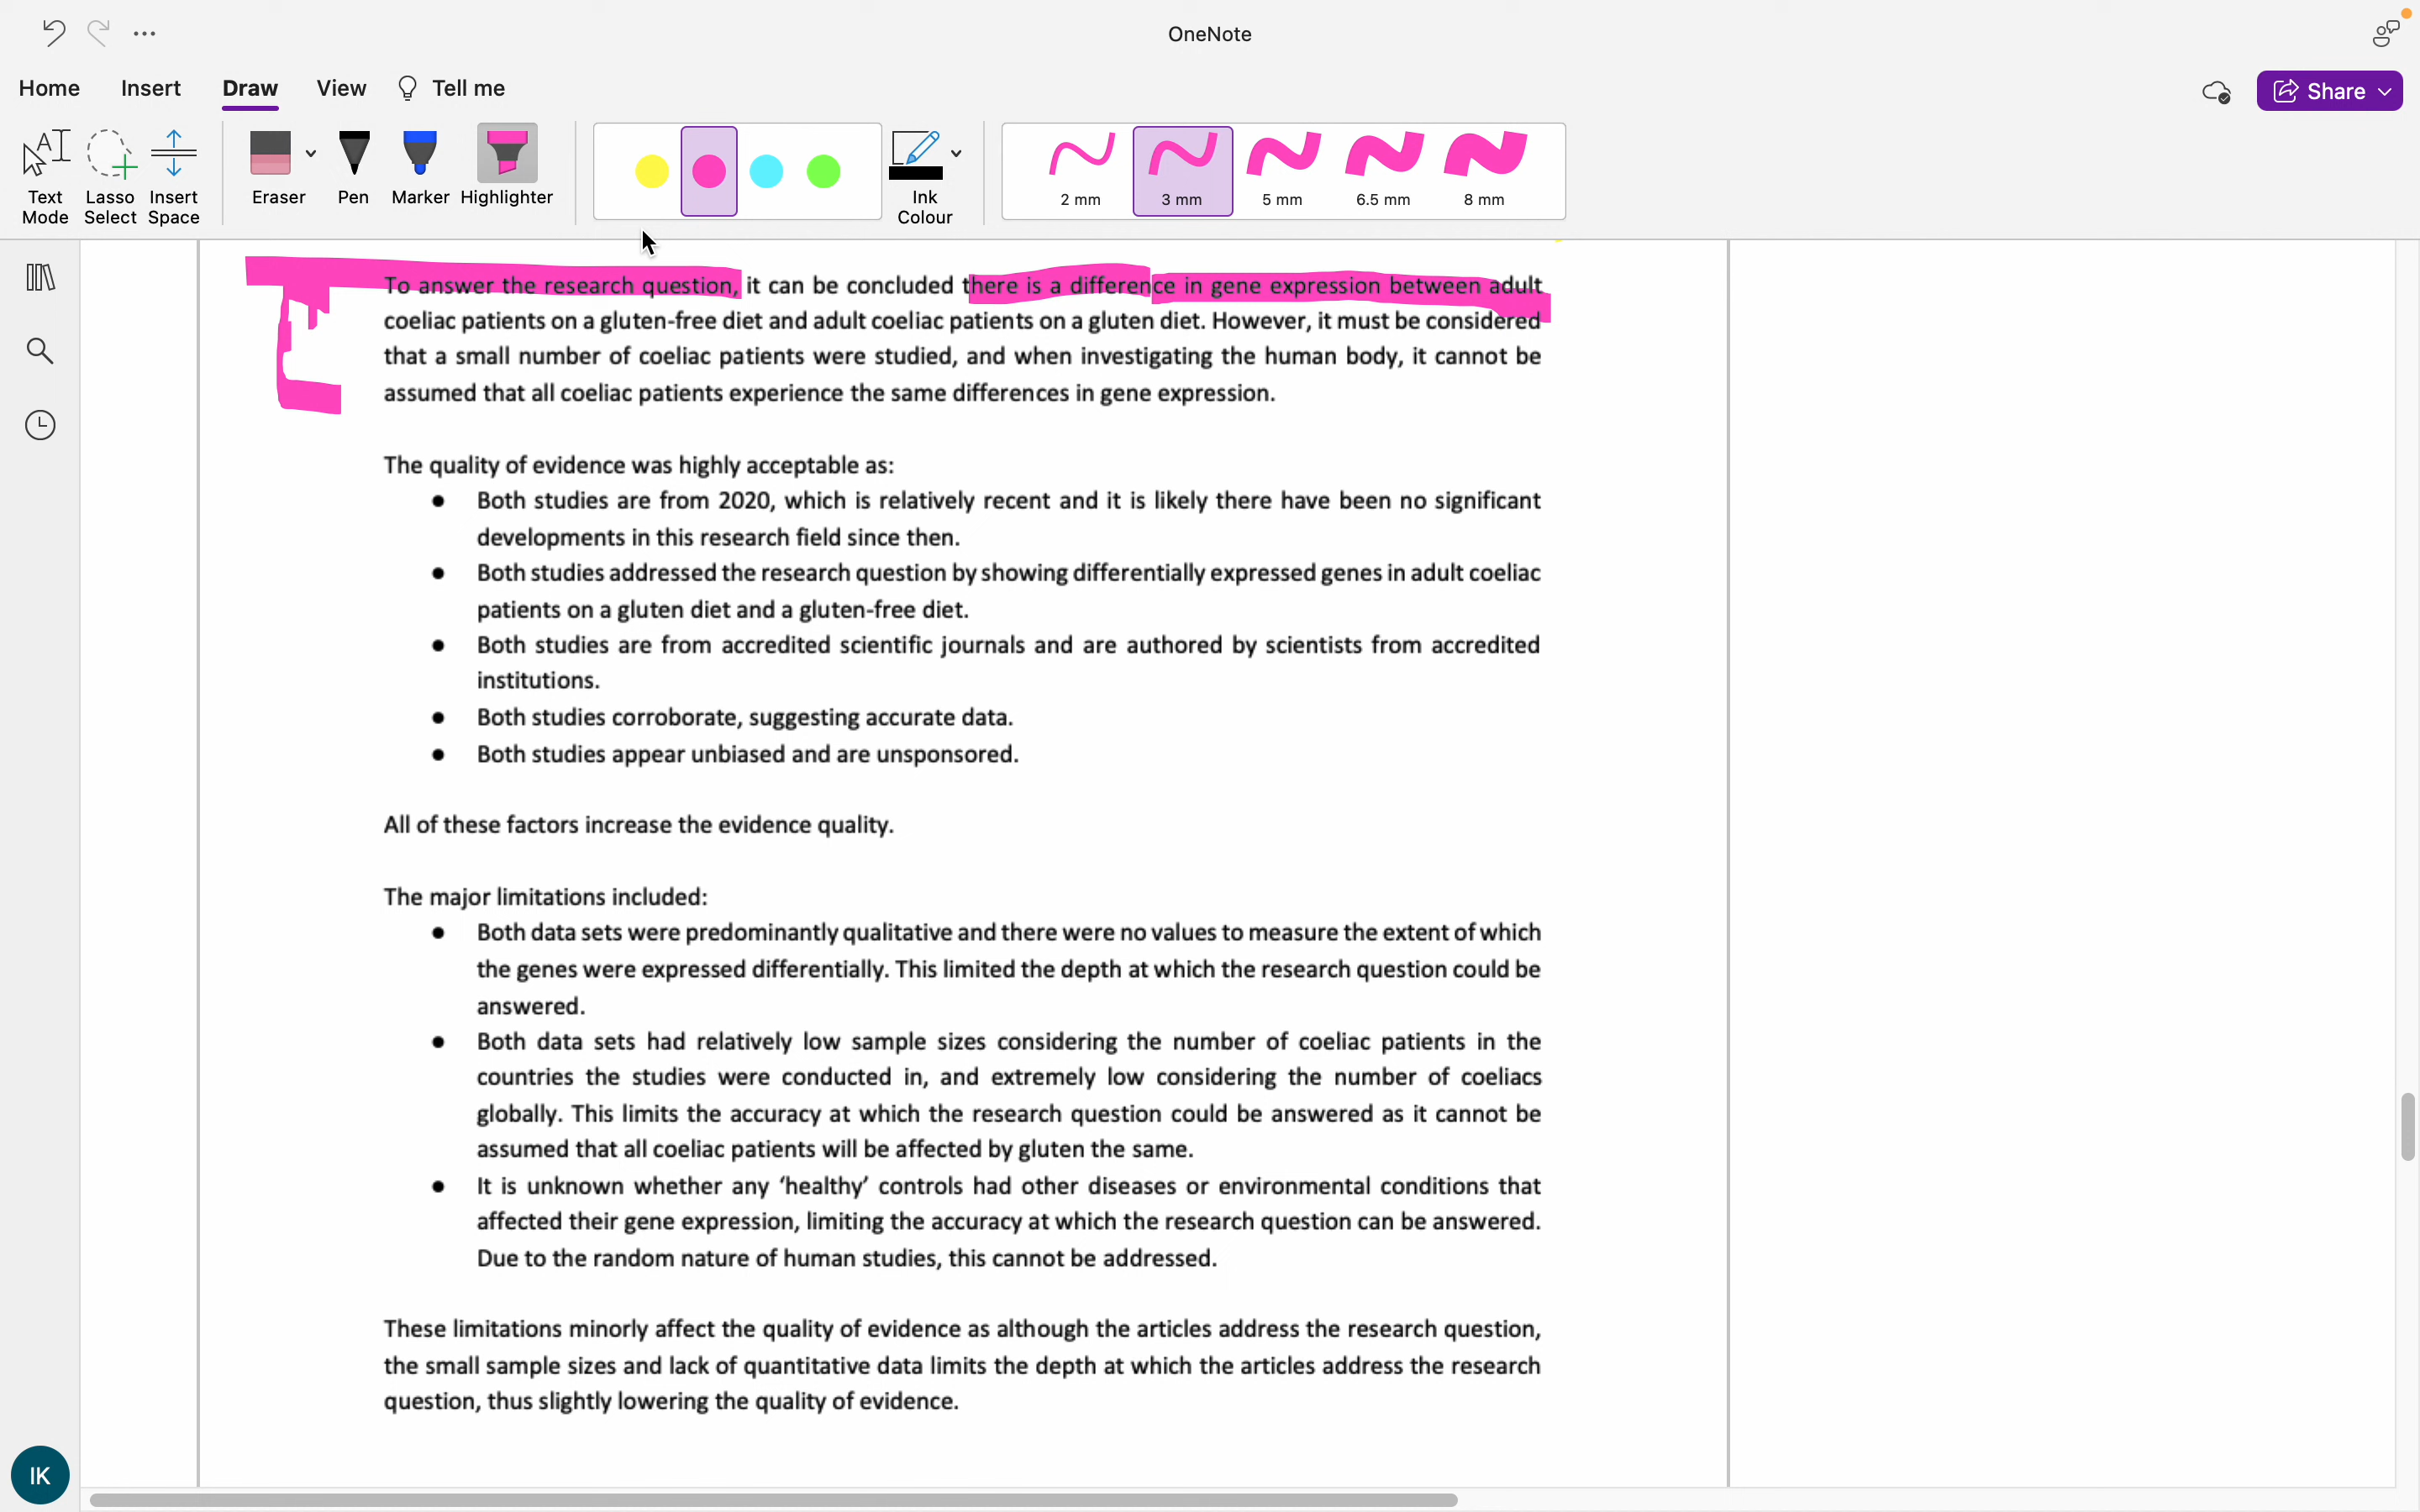 OneNote
Home Insert Draw View Tell me
Share
Text Mode
Lasso Select
Insert Space
Eraser
Pen
Marker
Highlighter
Ink Colour
2 mm
3 mm
5 mm
6.5 mm
8 mm
To answer the research question, it can be concluded there is a difference in gene expression between adult
coeliac patients on a gluten-free diet and adult coeliac patients on a gluten diet. However, it must be considered
that a small number of coeliac patients were studied, and when investigating the human body, it cannot be
assumed that all coeliac patients experience the same differences in gene expression.
The quality of evidence was highly acceptable as:
● Both studies are from 2020, which is relatively recent and it is likely there have been no significant
developments in this research field since then.
● Both studies addressed the research question by showing differentially expressed genes in adult coeliac
patients on a gluten diet and a gluten-free diet.
● Both studies are from accredited scientific journals and are authored by scientists from accredited
institutions.
● Both studies corroborate, suggesting accurate data.
● Both studies appear unbiased and are unsponsored.
All of these factors increase the evidence quality.
The major limitations included:
● Both data sets were predominantly qualitative and there were no values to measure the extent of which
the genes were expressed differentially. This limited the depth at which the research question could be
answered.
● Both data sets had relatively low sample sizes considering the number of coeliac patients in the
countries the studies were conducted in, and extremely low considering the number of coeliacs
globally. This limits the accuracy at which the research question could be answered as it cannot be
assumed that all coeliac patients will be affected by gluten the same.
● It is unknown whether any ‘healthy’ controls had other diseases or environmental conditions that
affected their gene expression, limiting the accuracy at which the research question can be answered.
Due to the random nature of human studies, this cannot be addressed.
These limitations minorly affect the quality of evidence as although the articles address the research question,
the small sample sizes and lack of quantitative data limits the depth at which the articles address the research
question, thus slightly lowering the quality of evidence.
IK